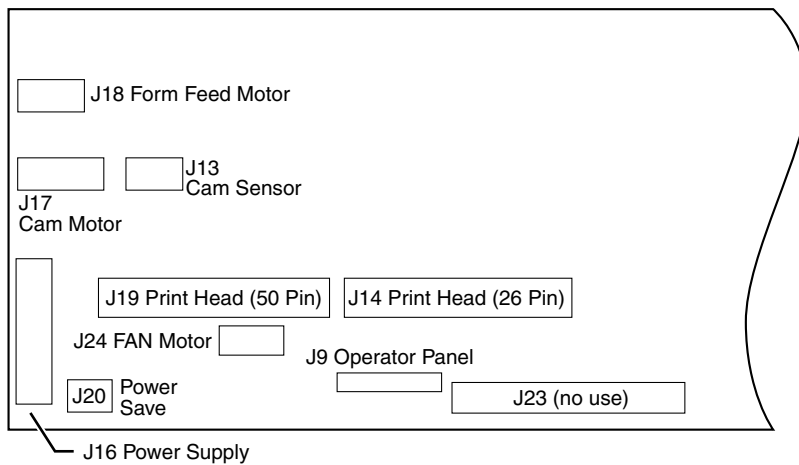 J18 Form Feed Motor
J13
Cam Sensor
J17
Cam Motor
J19 Print Head (50 Pin)
J14 Print Head (26 Pin)
J24 FAN Motor
J9 Operator Panel
J20
Power
Save
J23 (no use)
J16 Power Supply